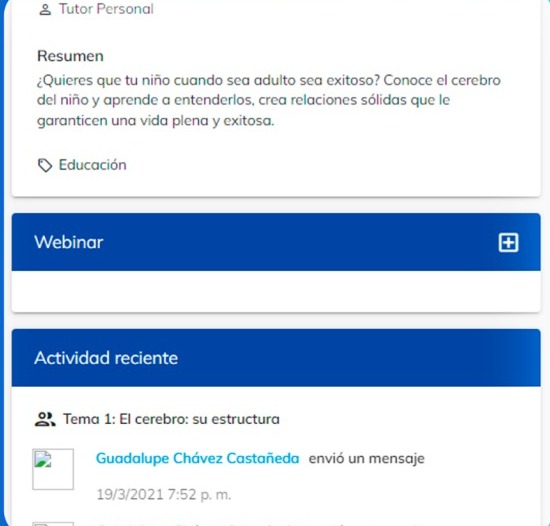 Tutor Personal
Resumen
¿Quieres que tu niño cuando sea adulto sea exitoso? Conoce el cerebro
del niño y aprende a entenderlos, crea relaciones sólidas que le
garanticen una vida plena y exitosa.
Educación
Webinar
Actividad reciente
Tema 1: El cerebro: su estructura
Guadalupe Chávez Castañeda envió un mensaje
19/3/2021 7:52 p. m.